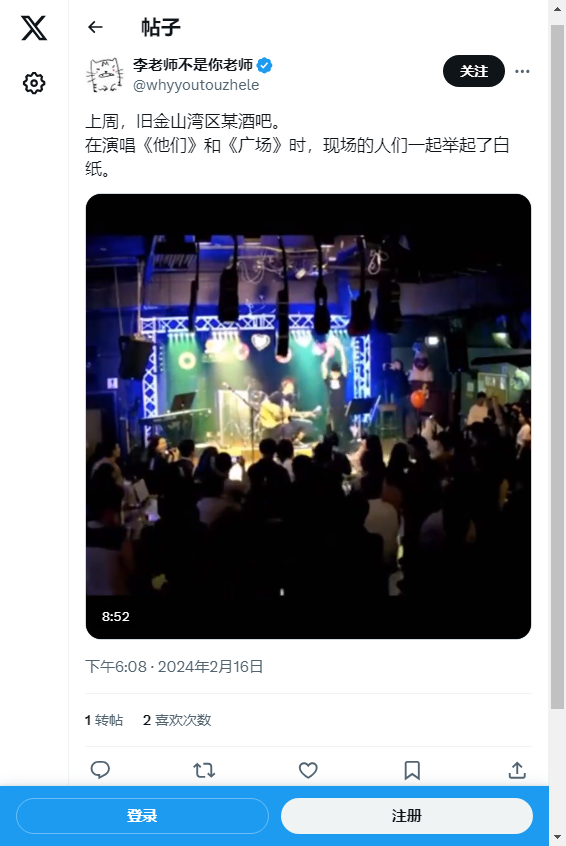 帖子
李老师不是你老师
@whyyoutouzhele
关注
上周，旧金山湾区某酒吧。
在演唱《他们》和《广场》时，现场的人们一起举起了白
纸。
8:52
下午6:08 · 2024年2月16日
1 转帖 2 喜欢次数
登录
注册